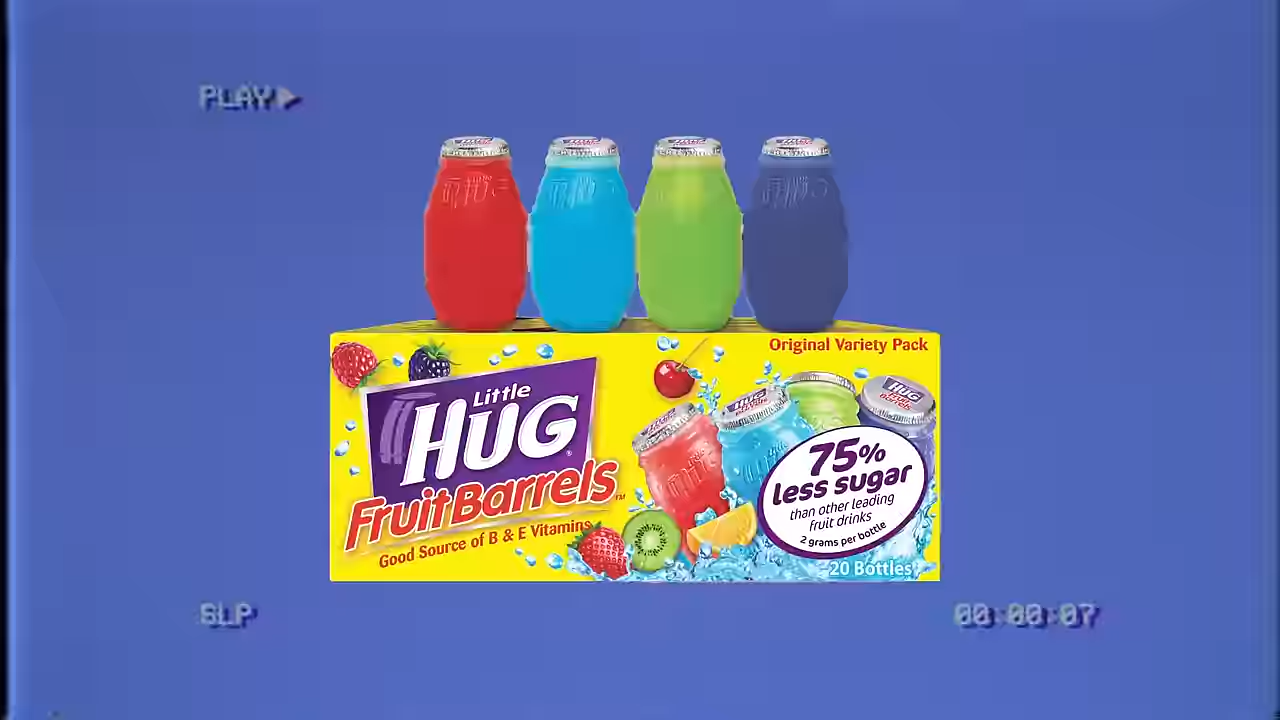 PLAY
Original Variety Pack
Little
HUG
FruitBarrels™
Good Source of B & E Vitamins
75%
less sugar
than other leading
fruit drinks
2 grams per bottle
20 Bottles
SLP
00:00:07